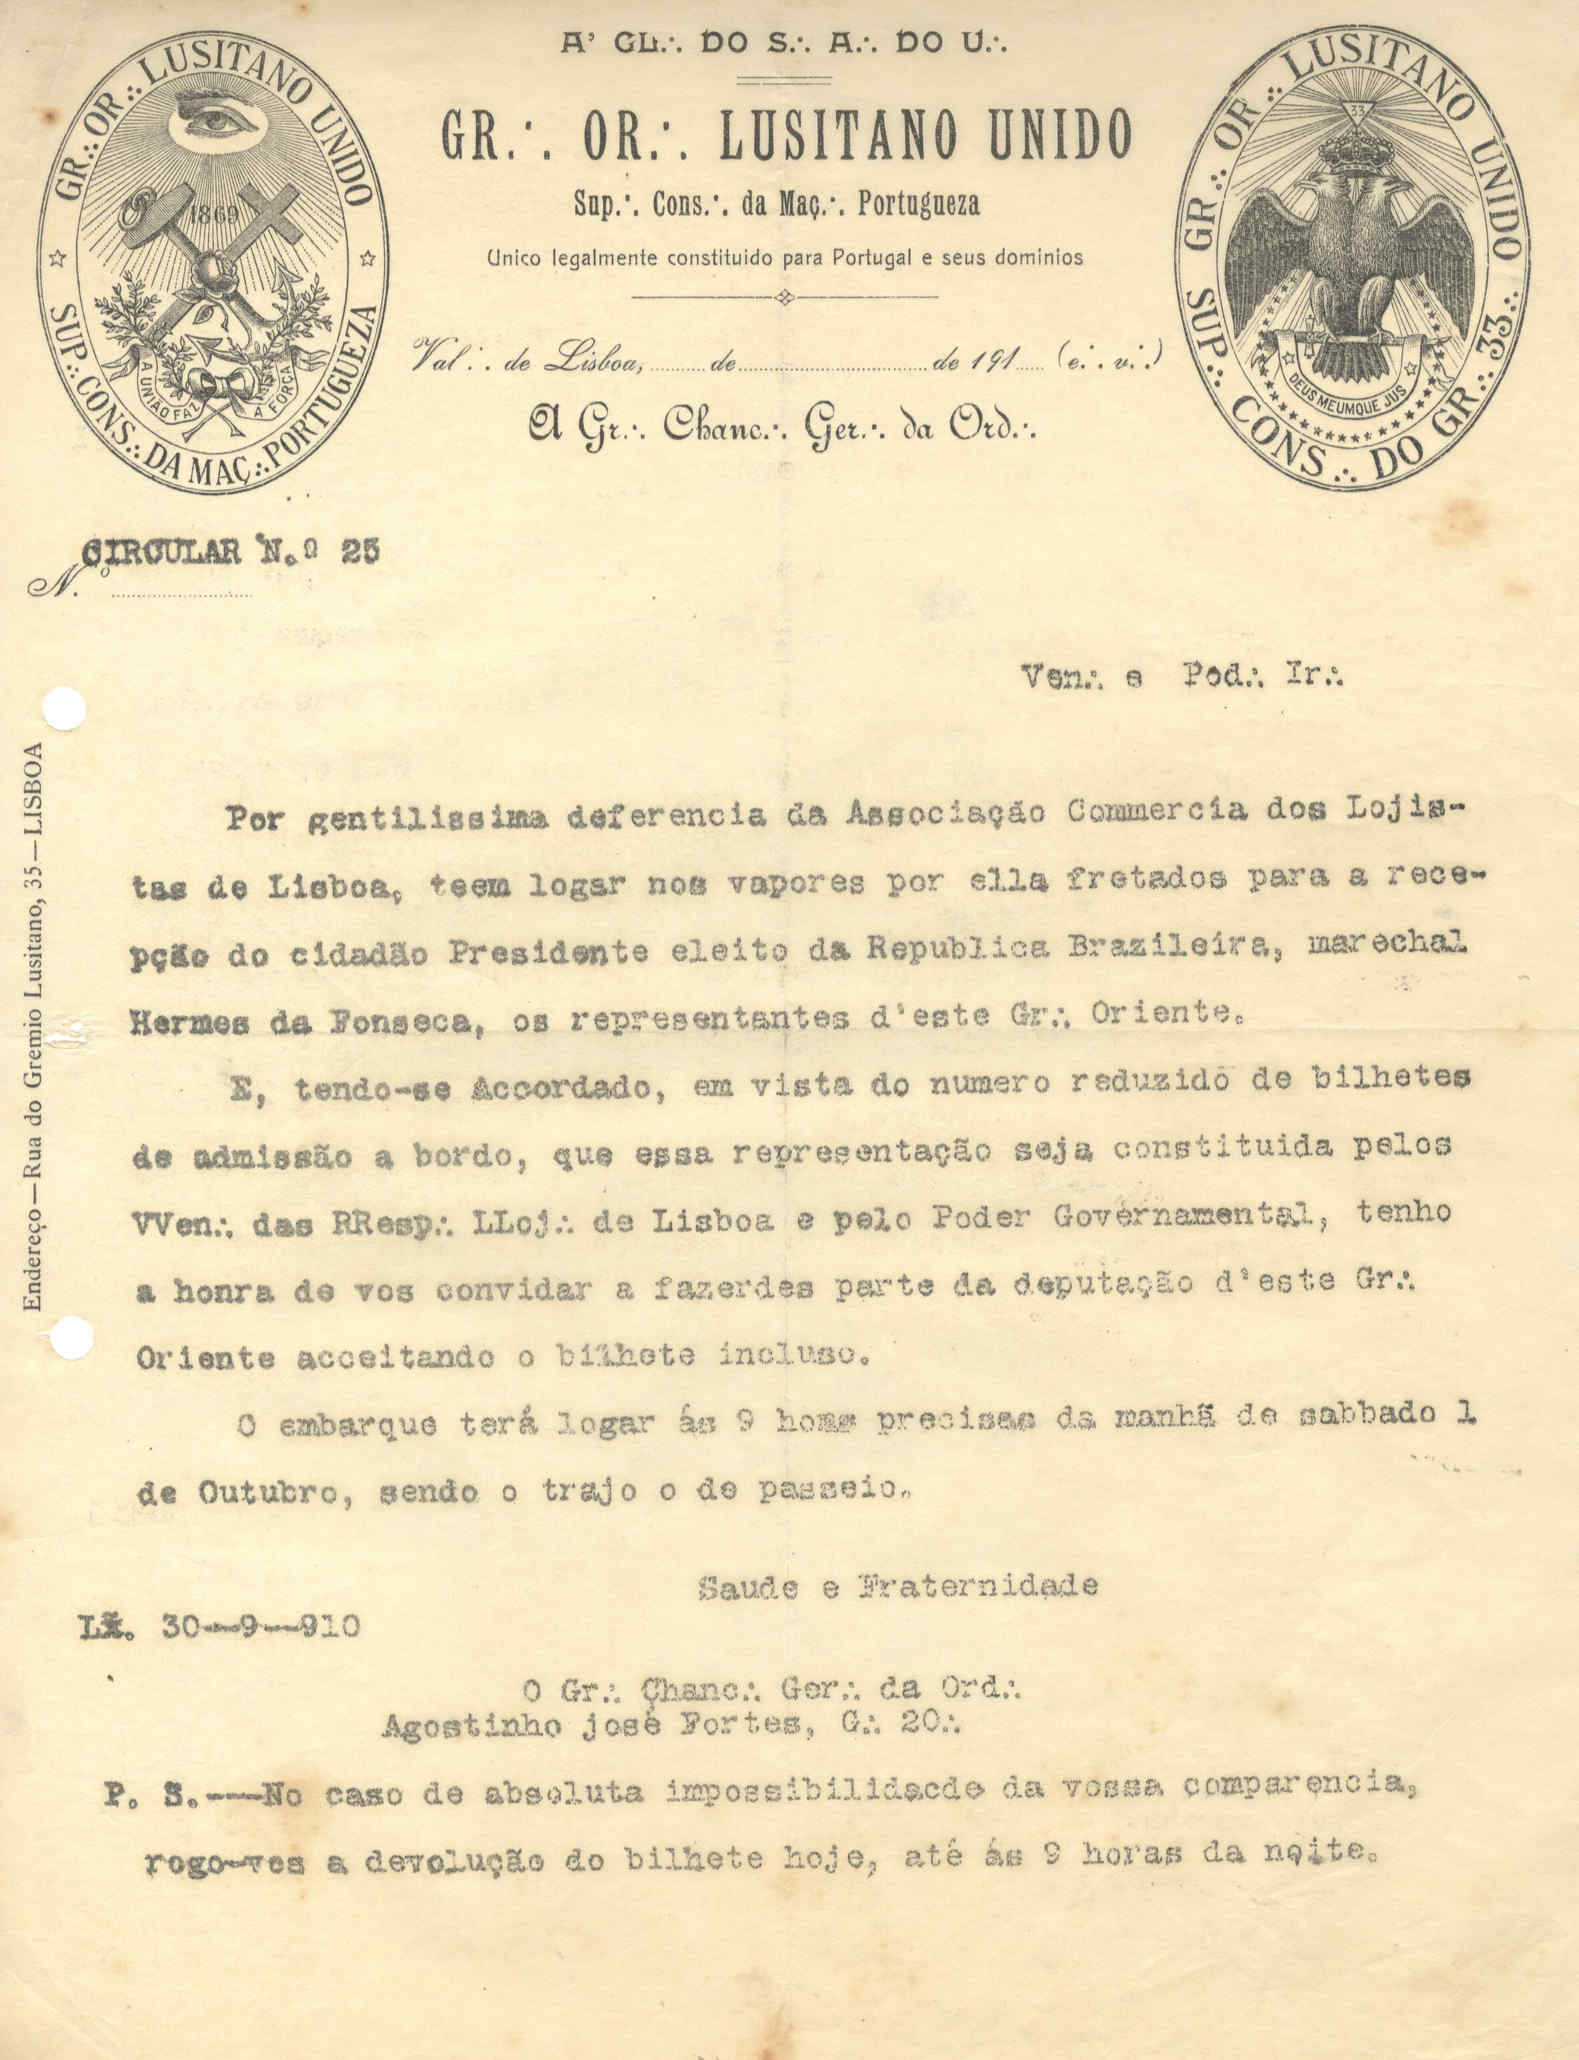 A' GL∴ DO S∴ A∴ DO U∴
GR∴ OR∴ LUSITANO UNIDO
Sup∴ Cons∴ da Maç∴ Portugueza
Unico legalmente constituido para Portugal e seus dominios
Val∴ de Lisboa, ........ de ........................ de 191.... (e∴ v∴)
A Gr∴ Chanc∴ Ger∴ da Ord∴
GR∴ OR∴ LUSITANO UNIDO
SUP∴ CONS∴ DA MAÇ∴ PORTUGUEZA
1869
A UNIÃO FAZ A FORÇA
GR∴ OR∴ LUSITANO UNIDO
SUP∴ CONS∴ DO GR∴ 33∴
33
DEUS MEUMQUE JUS
CIRCULAR N.º 25
N.º ....................
Ven∴ e Pod∴ Ir∴
Por gentilissima deferencia da Associação Commercia dos Lojis-
tas de Lisboa, teem logar nos vapores por ella fretados para a rece-
pção do cidadão Presidente eleito da Republica Brazileira, marechal
Hermes da Fonseca, os representantes d'este Gr∴ Oriente.
E, tendo-se Accordado, em vista do numero reduzido de bilhetes
de admissão a bordo, que essa representação seja constituida pelos
VVen∴ das RResp∴ LLoj∴ de Lisboa e pelo Poder Governamental, tenho
a honra de vos convidar a fazerdes parte da deputação d'este Gr∴
Oriente acceitando o bilhete incluso.
O embarque terá logar ás 9 horas precisas da manhã de sabbado 1
de Outubro, sendo o trajo o de passeio.
Saude e Fraternidade
Lx. 30--9--910
O Gr∴ Chanc∴ Ger∴ da Ord∴
Agostinho josé Fortes, G∴ 20∴
P. S.---No caso de absoluta impossibilidacde da vossa comparencia,
rogo-vos a devolução do bilhete hoje, até ás 9 horas da noite.
Endereço—Rua do Gremio Lusitano, 35—LISBOA